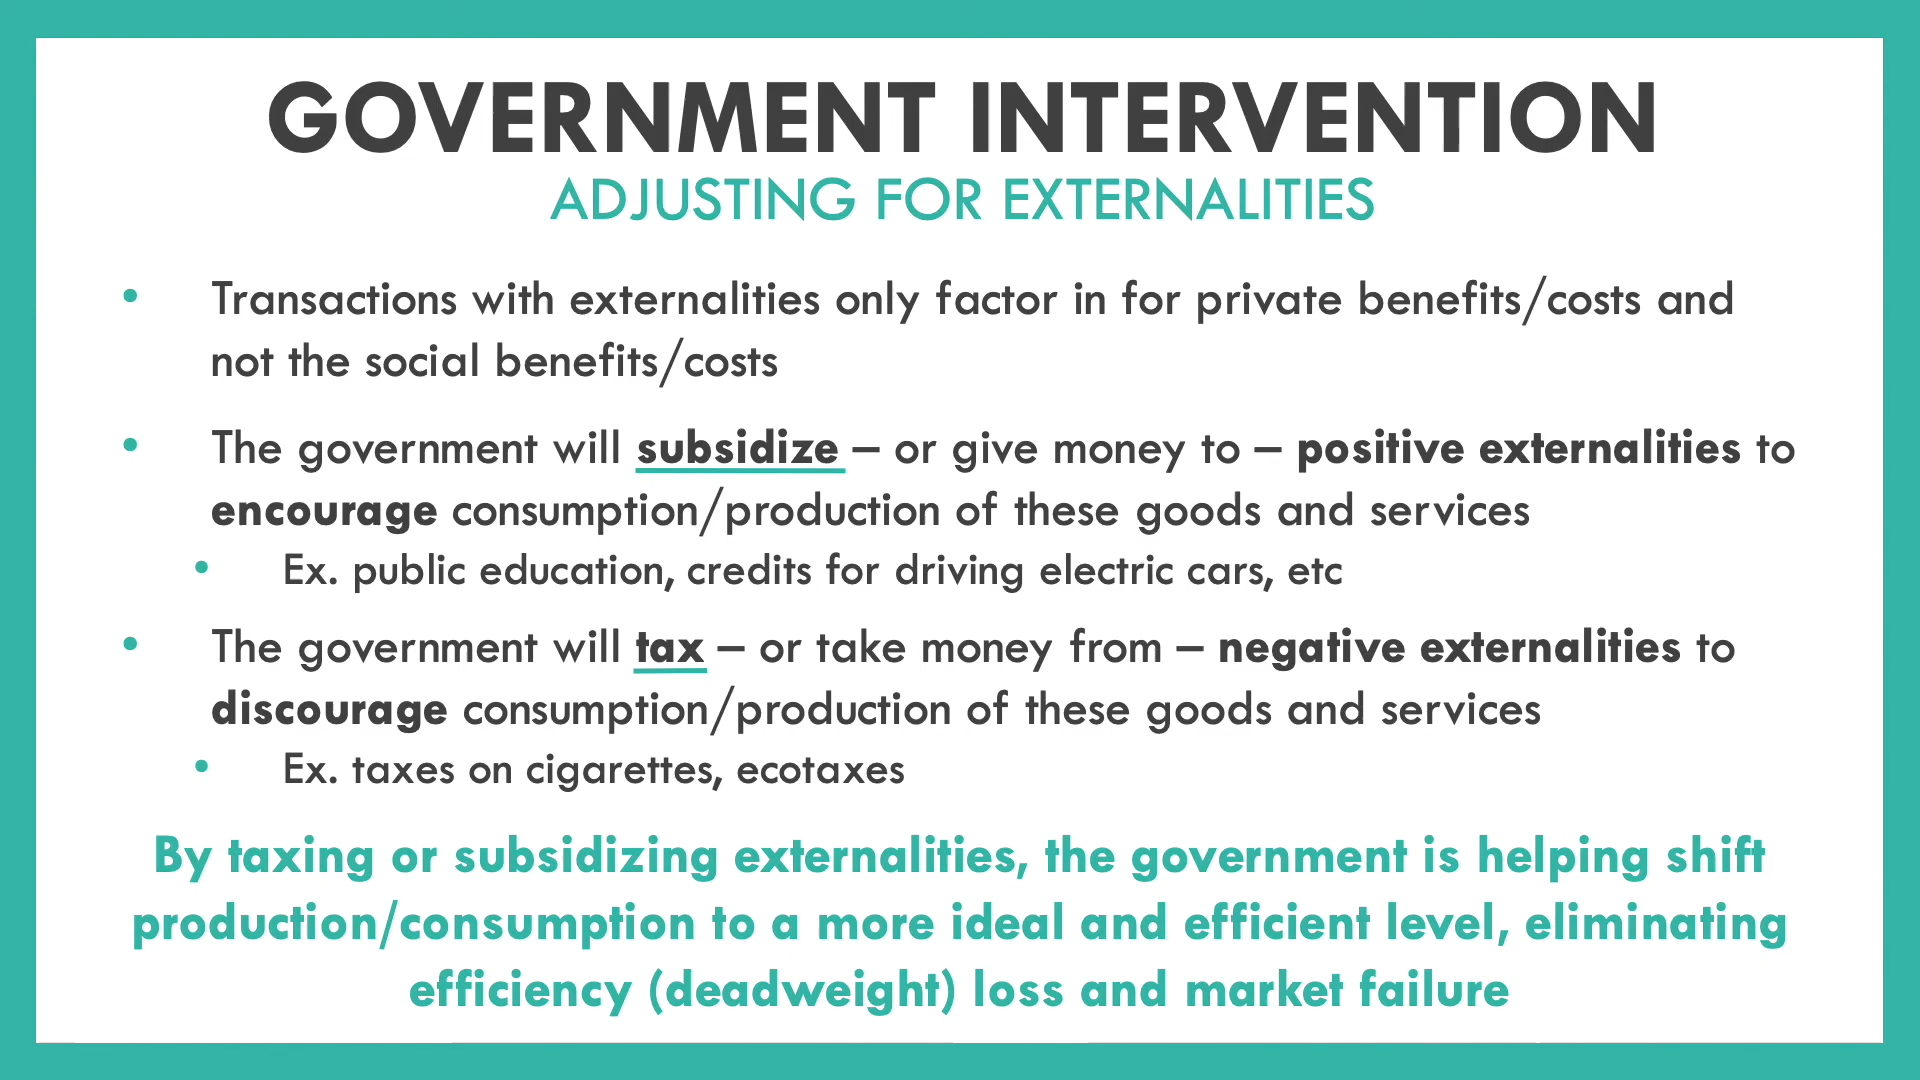 GOVERNMENT INTERVENTION
ADJUSTING FOR EXTERNALITIES
• Transactions with externalities only factor in for private benefits/costs and
not the social benefits/costs
• The government will subsidize – or give money to – positive externalities to
encourage consumption/production of these goods and services
• Ex. public education, credits for driving electric cars, etc
• The government will tax – or take money from – negative externalities to
discourage consumption/production of these goods and services
• Ex. taxes on cigarettes, ecotaxes
By taxing or subsidizing externalities, the government is helping shift
production/consumption to a more ideal and efficient level, eliminating
efficiency (deadweight) loss and market failure